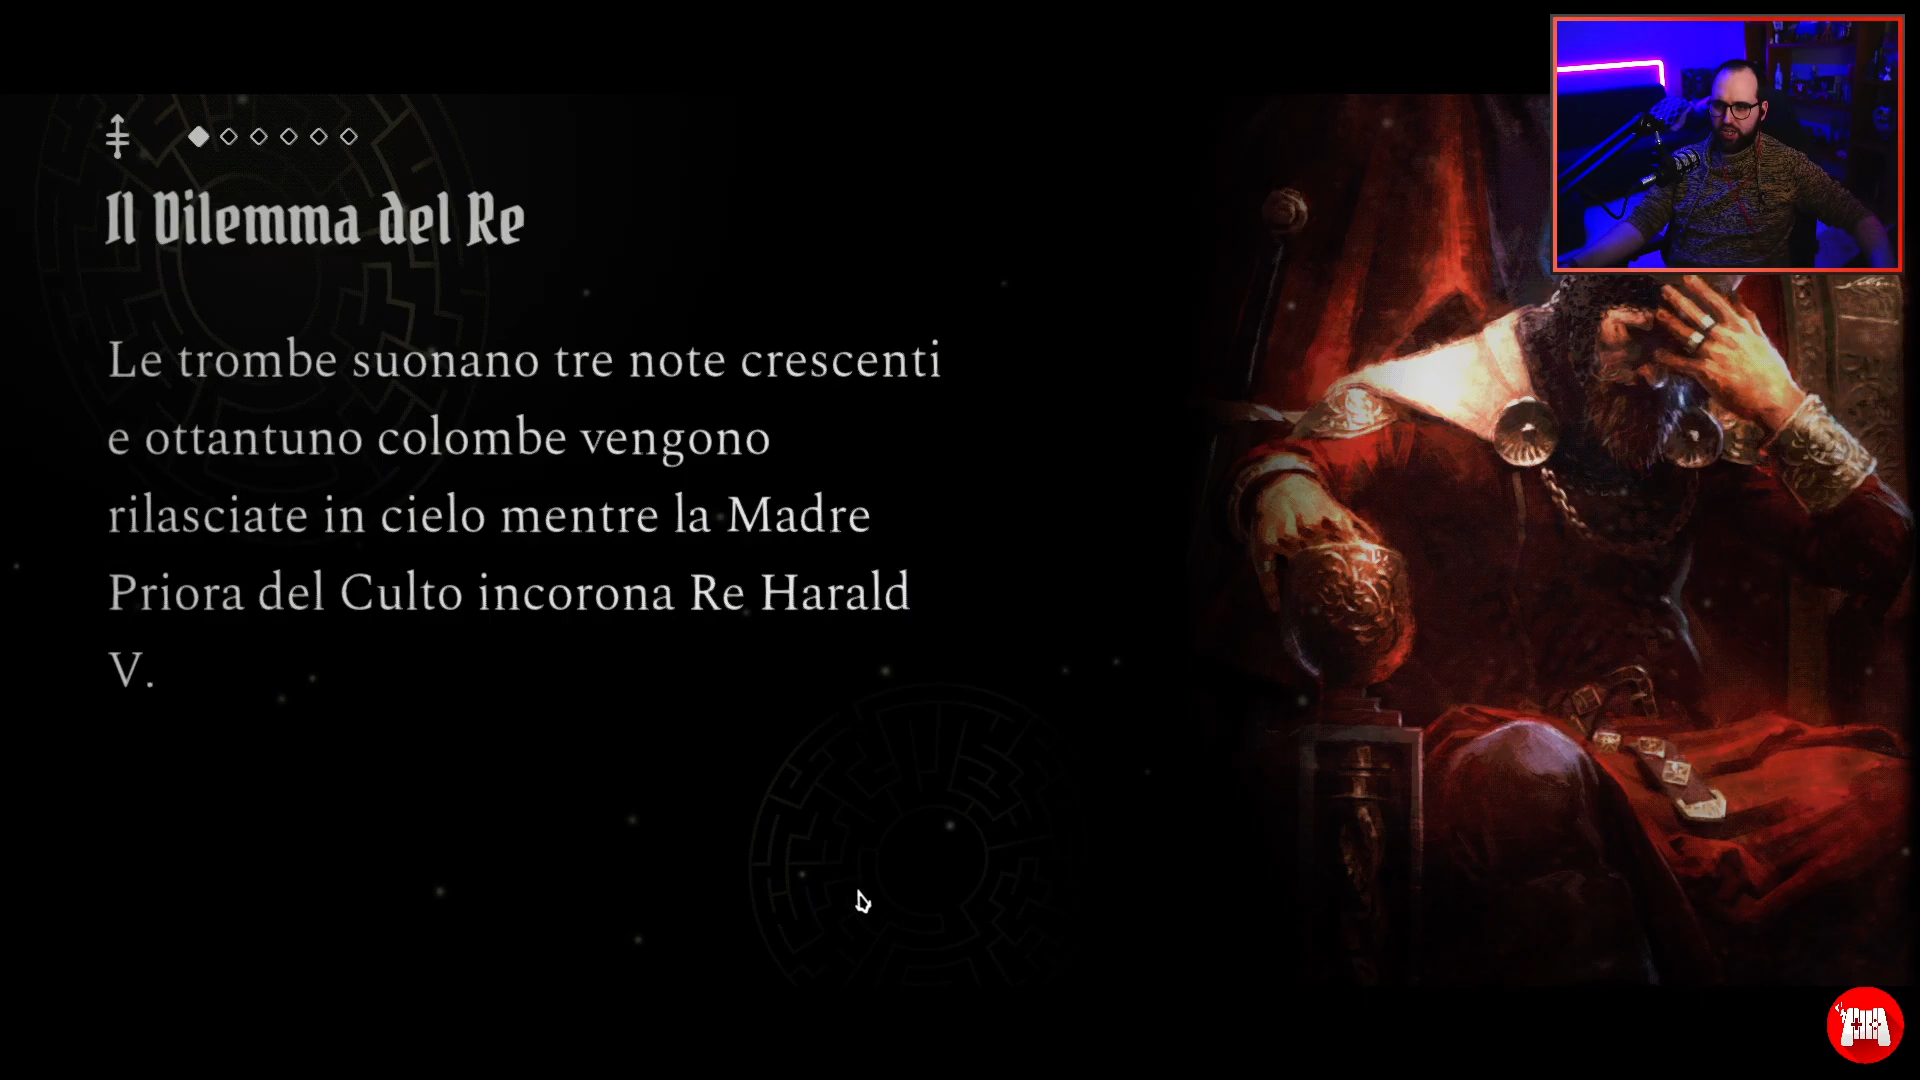 Il Dilemma del Re
Le trombe suonano tre note crescenti
e ottantuno colombe vengono
rilasciate in cielo mentre la Madre
Priora del Culto incorona Re Harald
V.